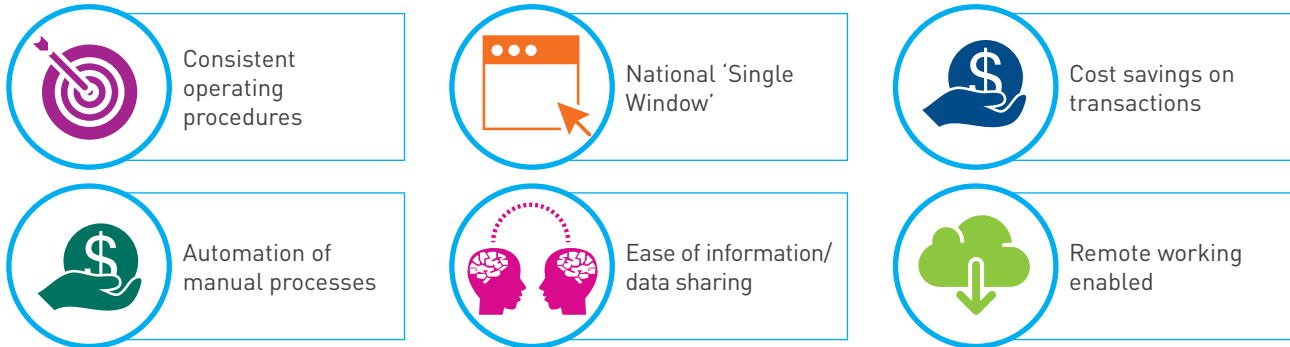 Consistent
operating
procedures
National ‘Single
Window’
$
Cost savings on
transactions
$
Automation of
manual processes
Ease of information/
data sharing
Remote working
enabled